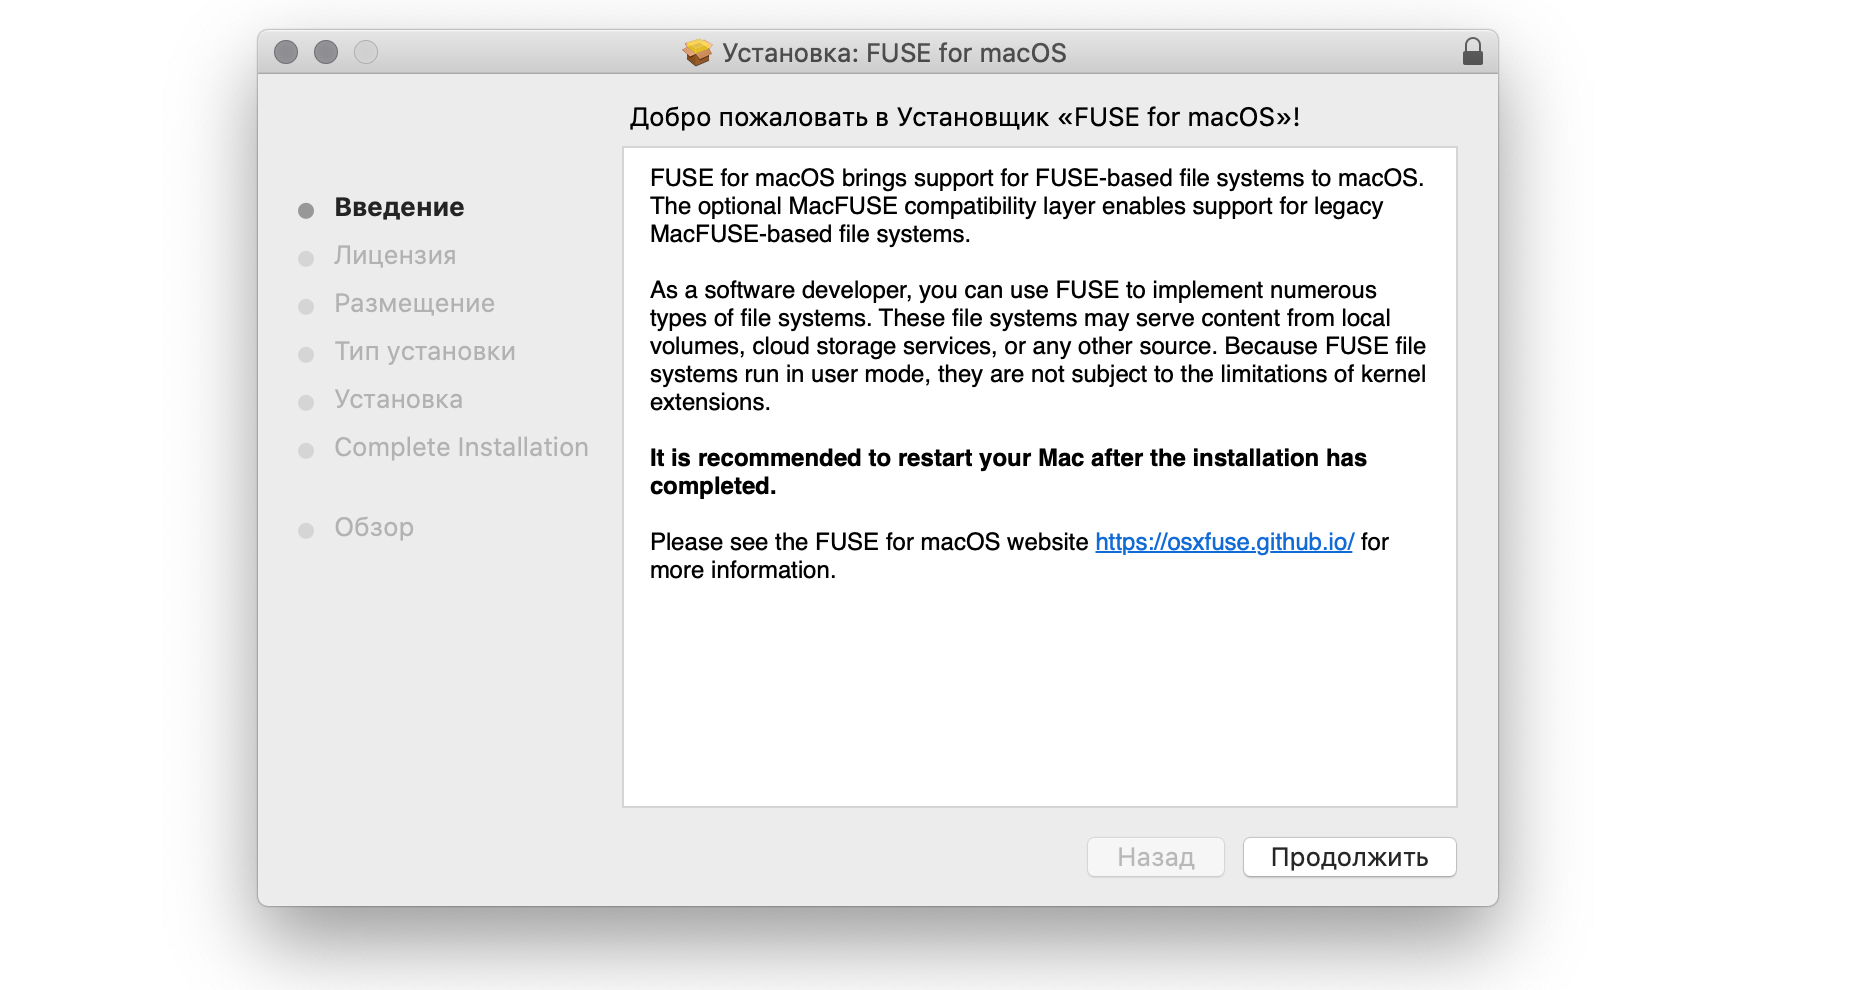 Установка: FUSE for macOS
Добро пожаловать в Установщик «FUSE for macOS»!
Введение
Лицензия
Размещение
Тип установки
Установка
Complete Installation
Обзор
FUSE for macOS brings support for FUSE-based file systems to macOS.
The optional MacFUSE compatibility layer enables support for legacy
MacFUSE-based file systems.
As a software developer, you can use FUSE to implement numerous
types of file systems. These file systems may serve content from local
volumes, cloud storage services, or any other source. Because FUSE file
systems run in user mode, they are not subject to the limitations of kernel
extensions.
It is recommended to restart your Mac after the installation has
completed.
Please see the FUSE for macOS website https://osxfuse.github.io/ for
more information.
Назад
Продолжить